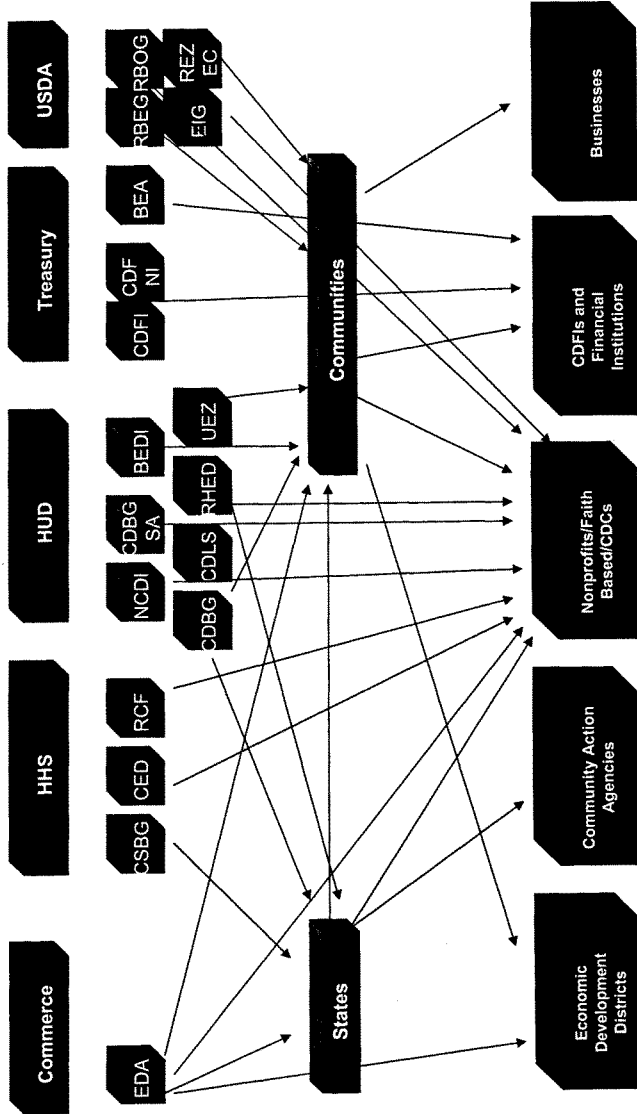 Commerce
HHS
HUD
Treasury
USDA
EDA
CSBG
CED
RCF
NCDI
CDBG
SA
BEDI
CDBG
CDLS
RHED
UEZ
CDFI
CDF
NI
BEA
RBEG
RBOG
EIG
REZ
EC
States
Communities
Economic
Development
Districts
Community Action
Agencies
Nonprofits/Faith
Based/CDCs
CDFIs and
Financial
Institutions
Businesses